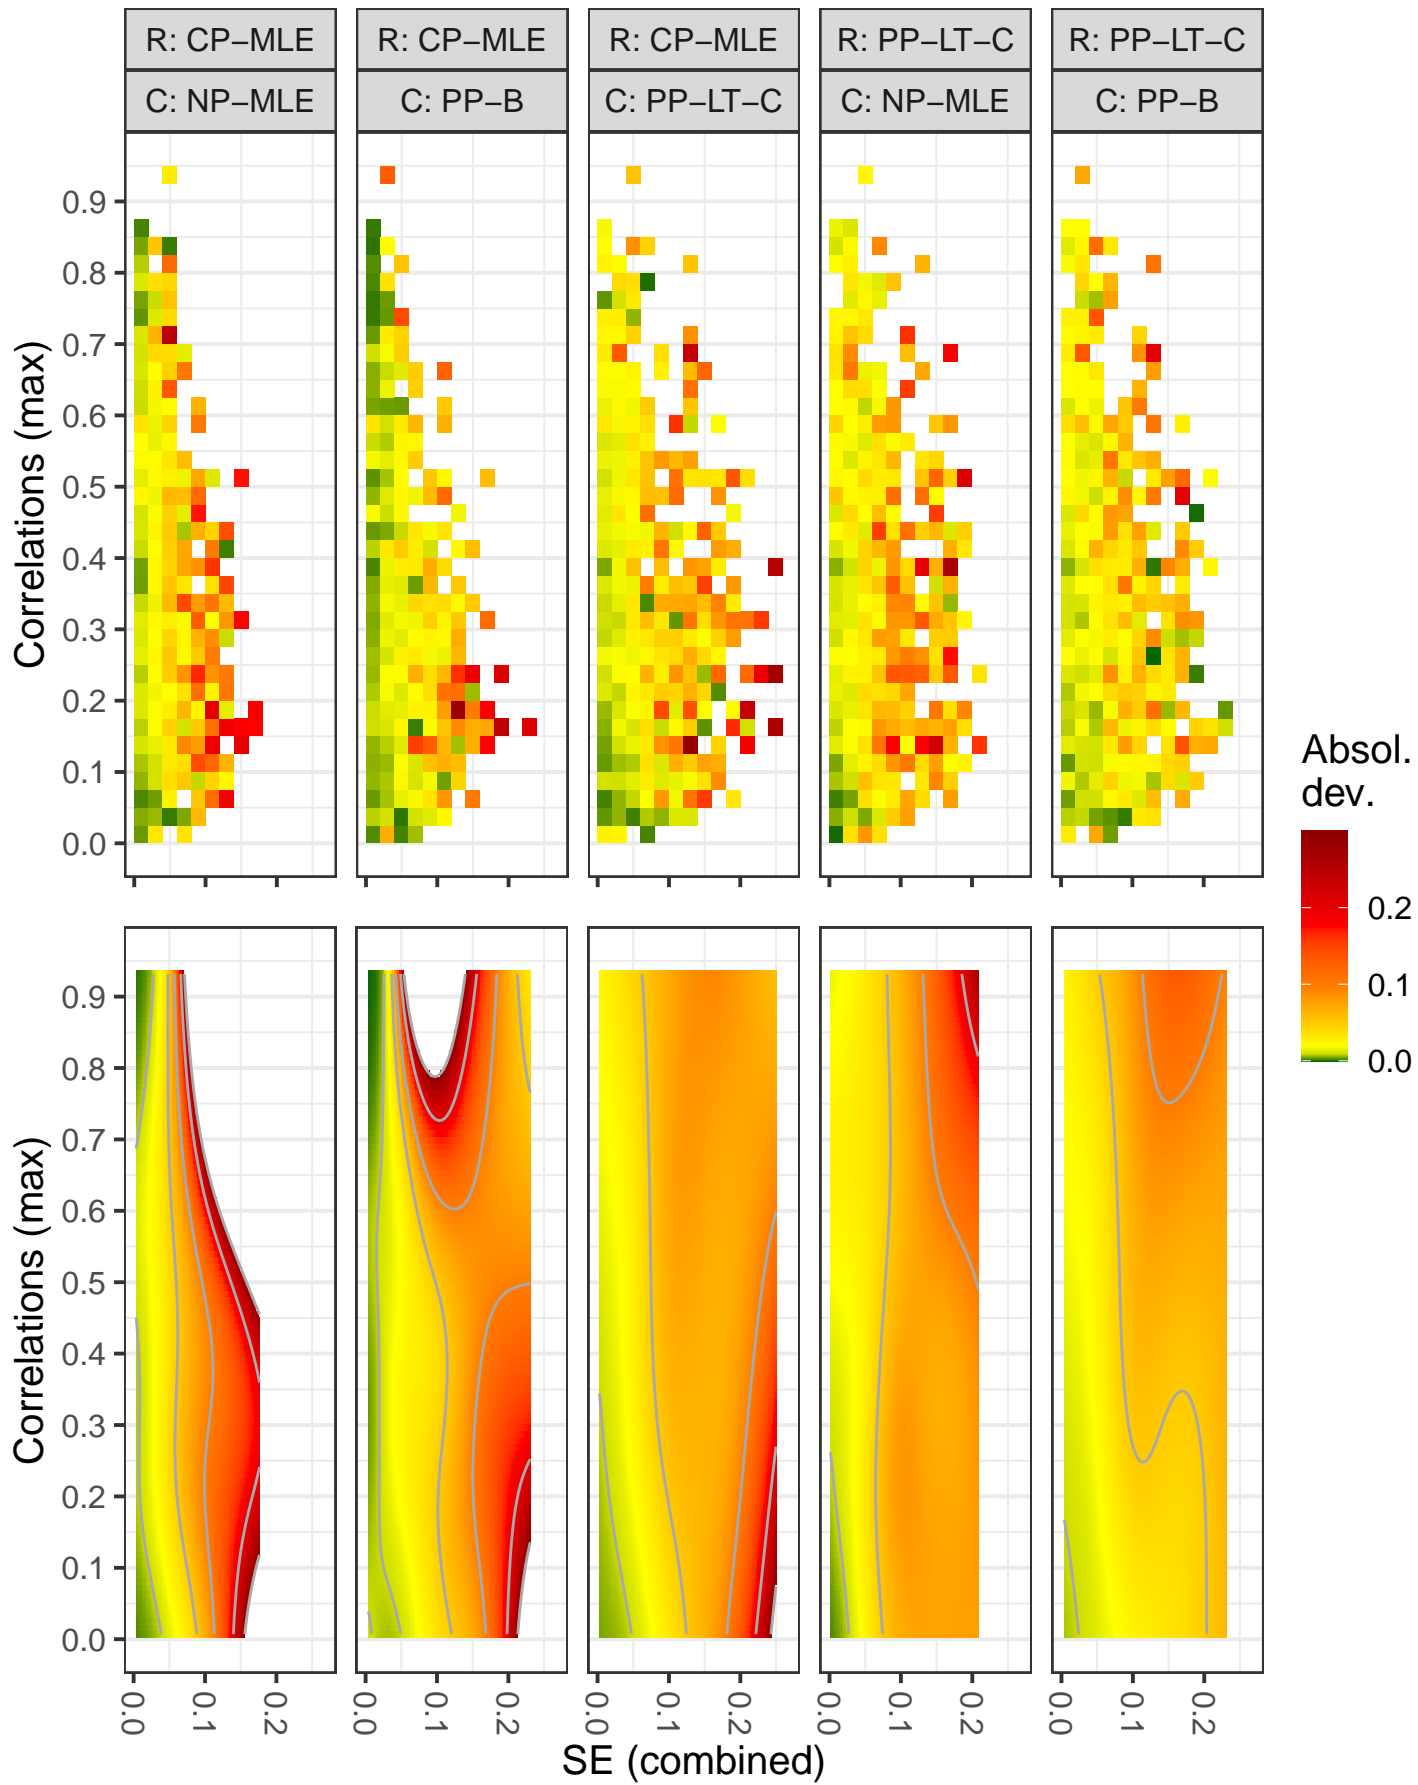 R: CP−MLE
R: CP−MLE
R: CP−MLE
R: PP−LT−C
R: PP−LT−C
C: NP−MLE
C: PP−B
C: PP−LT−C
C: NP−MLE
C: PP−B
Correlations (max)
0.9
0.8
0.7
0.6
0.5
0.4
0.3
0.2
0.1
0.0
Absol.
dev.
0.2
0.1
0.0
Correlations (max)
0.9
0.8
0.7
0.6
0.5
0.4
0.3
0.2
0.1
0.0
0.0 0.1 0.2
0.0 0.1 0.2
0.0 0.1 0.2
0.0 0.1 0.2
0.0 0.1 0.2
SE (combined)